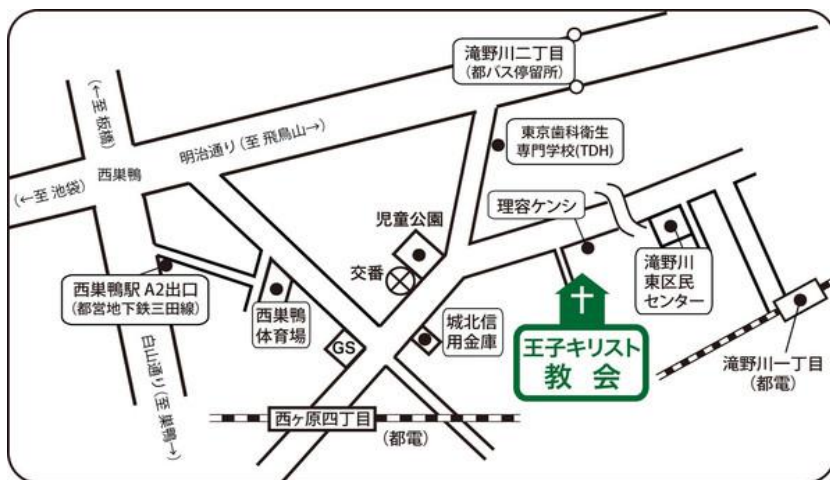 滝野川二丁目
(都バス停留所)
(←至 板橋)
明治通り (至 飛鳥山→)
東京歯科衛生
専門学校(TDH)
西巣鴨
(←至 池袋)
理容ケンシ
児童公園
交番
滝野川
東区民
センター
西巣鴨駅 A2出口
(都営地下鉄三田線)
西巣鴨
体育場
城北信
用金庫
GS
王子キリスト
教会
滝野川一丁目
(都電)
白山通り (至 巣鴨→)
西ヶ原四丁目
(都電)